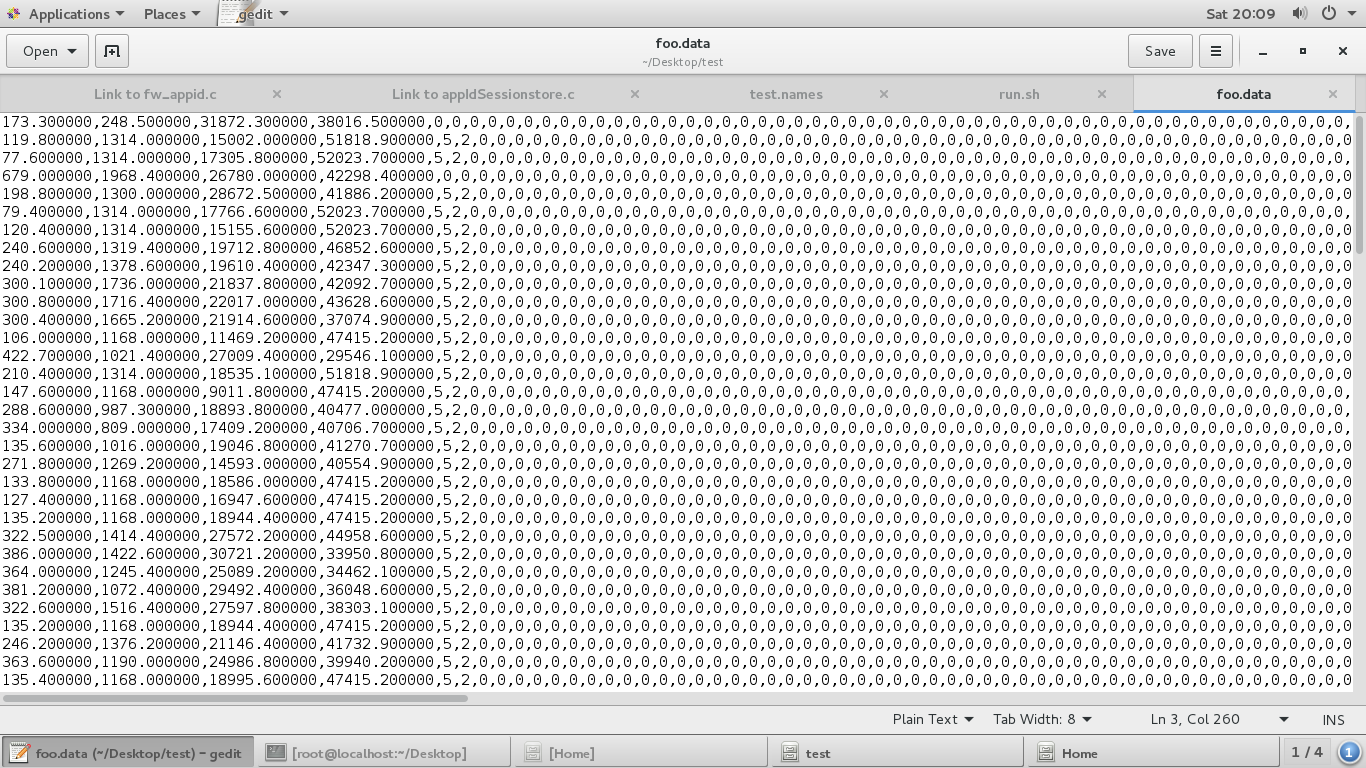 Applications
Places
gedit
Sat 20:09
Open
foo.data
~/Desktop/test
Save
Link to fw_appid.c
Link to appIdSessionstore.c
test.names
run.sh
foo.data
173.300000,248.500000,31872.300000,38016.500000,0,0,0,0,0,0,0,0,0,0,0,0,0,0,0,0,0,0,0,0,0,0,0,0,0,0,0,0,0,0,0,0,0,0,0,0,0,0,0,0,0,0,0,0,0,0,0,
119.800000,1314.000000,15002.000000,51818.900000,5,2,0,0,0,0,0,0,0,0,0,0,0,0,0,0,0,0,0,0,0,0,0,0,0,0,0,0,0,0,0,0,0,0,0,0,0,0,0,0,0,0,0,0,0,0,0
77.600000,1314.000000,17305.800000,52023.700000,5,2,0,0,0,0,0,0,0,0,0,0,0,0,0,0,0,0,0,0,0,0,0,0,0,0,0,0,0,0,0,0,0,0,0,0,0,0,0,0,0,0,0,0,0,0,0,
679.000000,1968.400000,26780.000000,42298.400000,0,0,0,0,0,0,0,0,0,0,0,0,0,0,0,0,0,0,0,0,0,0,0,0,0,0,0,0,0,0,0,0,0,0,0,0,0,0,0,0,0,0,0,0,0,0,0
198.800000,1300.000000,28672.500000,41886.200000,5,2,0,0,0,0,0,0,0,0,0,0,0,0,0,0,0,0,0,0,0,0,0,0,0,0,0,0,0,0,0,0,0,0,0,0,0,0,0,0,0,0,0,0,0,0,0
79.400000,1314.000000,17766.600000,52023.700000,5,2,0,0,0,0,0,0,0,0,0,0,0,0,0,0,0,0,0,0,0,0,0,0,0,0,0,0,0,0,0,0,0,0,0,0,0,0,0,0,0,0,0,0,0,0,0,
120.400000,1314.000000,15155.600000,52023.700000,5,2,0,0,0,0,0,0,0,0,0,0,0,0,0,0,0,0,0,0,0,0,0,0,0,0,0,0,0,0,0,0,0,0,0,0,0,0,0,0,0,0,0,0,0,0,0
240.600000,1319.400000,19712.800000,46852.600000,5,2,0,0,0,0,0,0,0,0,0,0,0,0,0,0,0,0,0,0,0,0,0,0,0,0,0,0,0,0,0,0,0,0,0,0,0,0,0,0,0,0,0,0,0,0,0
240.200000,1378.600000,19610.400000,42347.300000,5,2,0,0,0,0,0,0,0,0,0,0,0,0,0,0,0,0,0,0,0,0,0,0,0,0,0,0,0,0,0,0,0,0,0,0,0,0,0,0,0,0,0,0,0,0,0
300.100000,1736.000000,21837.800000,42092.700000,5,2,0,0,0,0,0,0,0,0,0,0,0,0,0,0,0,0,0,0,0,0,0,0,0,0,0,0,0,0,0,0,0,0,0,0,0,0,0,0,0,0,0,0,0,0,0
300.800000,1716.400000,22017.000000,43628.600000,5,2,0,0,0,0,0,0,0,0,0,0,0,0,0,0,0,0,0,0,0,0,0,0,0,0,0,0,0,0,0,0,0,0,0,0,0,0,0,0,0,0,0,0,0,0,0
300.400000,1665.200000,21914.600000,37074.900000,5,2,0,0,0,0,0,0,0,0,0,0,0,0,0,0,0,0,0,0,0,0,0,0,0,0,0,0,0,0,0,0,0,0,0,0,0,0,0,0,0,0,0,0,0,0,0
106.000000,1168.000000,11469.200000,47415.200000,5,2,0,0,0,0,0,0,0,0,0,0,0,0,0,0,0,0,0,0,0,0,0,0,0,0,0,0,0,0,0,0,0,0,0,0,0,0,0,0,0,0,0,0,0,0,0
422.700000,1021.400000,27009.400000,29546.100000,5,2,0,0,0,0,0,0,0,0,0,0,0,0,0,0,0,0,0,0,0,0,0,0,0,0,0,0,0,0,0,0,0,0,0,0,0,0,0,0,0,0,0,0,0,0,0
210.400000,1314.000000,18535.100000,51818.900000,5,2,0,0,0,0,0,0,0,0,0,0,0,0,0,0,0,0,0,0,0,0,0,0,0,0,0,0,0,0,0,0,0,0,0,0,0,0,0,0,0,0,0,0,0,0,0
147.600000,1168.000000,9011.800000,47415.200000,5,2,0,0,0,0,0,0,0,0,0,0,0,0,0,0,0,0,0,0,0,0,0,0,0,0,0,0,0,0,0,0,0,0,0,0,0,0,0,0,0,0,0,0,0,0,0,
288.600000,987.300000,18893.800000,40477.000000,5,2,0,0,0,0,0,0,0,0,0,0,0,0,0,0,0,0,0,0,0,0,0,0,0,0,0,0,0,0,0,0,0,0,0,0,0,0,0,0,0,0,0,0,0,0,0,
334.000000,809.000000,17409.200000,40706.700000,5,2,0,0,0,0,0,0,0,0,0,0,0,0,0,0,0,0,0,0,0,0,0,0,0,0,0,0,0,0,0,0,0,0,0,0,0,0,0,0,0,0,0,0,0,0,0,
135.600000,1016.000000,19046.800000,41270.700000,5,2,0,0,0,0,0,0,0,0,0,0,0,0,0,0,0,0,0,0,0,0,0,0,0,0,0,0,0,0,0,0,0,0,0,0,0,0,0,0,0,0,0,0,0,0,0
271.800000,1269.200000,14593.000000,40554.900000,5,2,0,0,0,0,0,0,0,0,0,0,0,0,0,0,0,0,0,0,0,0,0,0,0,0,0,0,0,0,0,0,0,0,0,0,0,0,0,0,0,0,0,0,0,0,0
133.800000,1168.000000,18586.000000,47415.200000,5,2,0,0,0,0,0,0,0,0,0,0,0,0,0,0,0,0,0,0,0,0,0,0,0,0,0,0,0,0,0,0,0,0,0,0,0,0,0,0,0,0,0,0,0,0,0
127.400000,1168.000000,16947.600000,47415.200000,5,2,0,0,0,0,0,0,0,0,0,0,0,0,0,0,0,0,0,0,0,0,0,0,0,0,0,0,0,0,0,0,0,0,0,0,0,0,0,0,0,0,0,0,0,0,0
135.200000,1168.000000,18944.400000,47415.200000,5,2,0,0,0,0,0,0,0,0,0,0,0,0,0,0,0,0,0,0,0,0,0,0,0,0,0,0,0,0,0,0,0,0,0,0,0,0,0,0,0,0,0,0,0,0,0
322.500000,1414.400000,27572.200000,44958.600000,5,2,0,0,0,0,0,0,0,0,0,0,0,0,0,0,0,0,0,0,0,0,0,0,0,0,0,0,0,0,0,0,0,0,0,0,0,0,0,0,0,0,0,0,0,0,0
386.000000,1422.600000,30721.200000,33950.800000,5,2,0,0,0,0,0,0,0,0,0,0,0,0,0,0,0,0,0,0,0,0,0,0,0,0,0,0,0,0,0,0,0,0,0,0,0,0,0,0,0,0,0,0,0,0,0
364.000000,1245.400000,25089.200000,34462.100000,5,2,0,0,0,0,0,0,0,0,0,0,0,0,0,0,0,0,0,0,0,0,0,0,0,0,0,0,0,0,0,0,0,0,0,0,0,0,0,0,0,0,0,0,0,0,0
381.200000,1072.400000,29492.400000,36048.600000,5,2,0,0,0,0,0,0,0,0,0,0,0,0,0,0,0,0,0,0,0,0,0,0,0,0,0,0,0,0,0,0,0,0,0,0,0,0,0,0,0,0,0,0,0,0,0
322.600000,1516.400000,27597.800000,38303.100000,5,2,0,0,0,0,0,0,0,0,0,0,0,0,0,0,0,0,0,0,0,0,0,0,0,0,0,0,0,0,0,0,0,0,0,0,0,0,0,0,0,0,0,0,0,0,0
135.200000,1168.000000,18944.400000,47415.200000,5,2,0,0,0,0,0,0,0,0,0,0,0,0,0,0,0,0,0,0,0,0,0,0,0,0,0,0,0,0,0,0,0,0,0,0,0,0,0,0,0,0,0,0,0,0,0
246.200000,1376.200000,21146.400000,41732.900000,5,2,0,0,0,0,0,0,0,0,0,0,0,0,0,0,0,0,0,0,0,0,0,0,0,0,0,0,0,0,0,0,0,0,0,0,0,0,0,0,0,0,0,0,0,0,0
363.600000,1190.000000,24986.800000,39940.200000,5,2,0,0,0,0,0,0,0,0,0,0,0,0,0,0,0,0,0,0,0,0,0,0,0,0,0,0,0,0,0,0,0,0,0,0,0,0,0,0,0,0,0,0,0,0,0
135.400000,1168.000000,18995.600000,47415.200000,5,2,0,0,0,0,0,0,0,0,0,0,0,0,0,0,0,0,0,0,0,0,0,0,0,0,0,0,0,0,0,0,0,0,0,0,0,0,0,0,0,0,0,0,0,0,0
Plain Text
Tab Width: 8
Ln 3, Col 260
INS
foo.data (~/Desktop/test) - gedit
[root@localhost:~/Desktop]
[Home]
test
Home
1 / 4
1